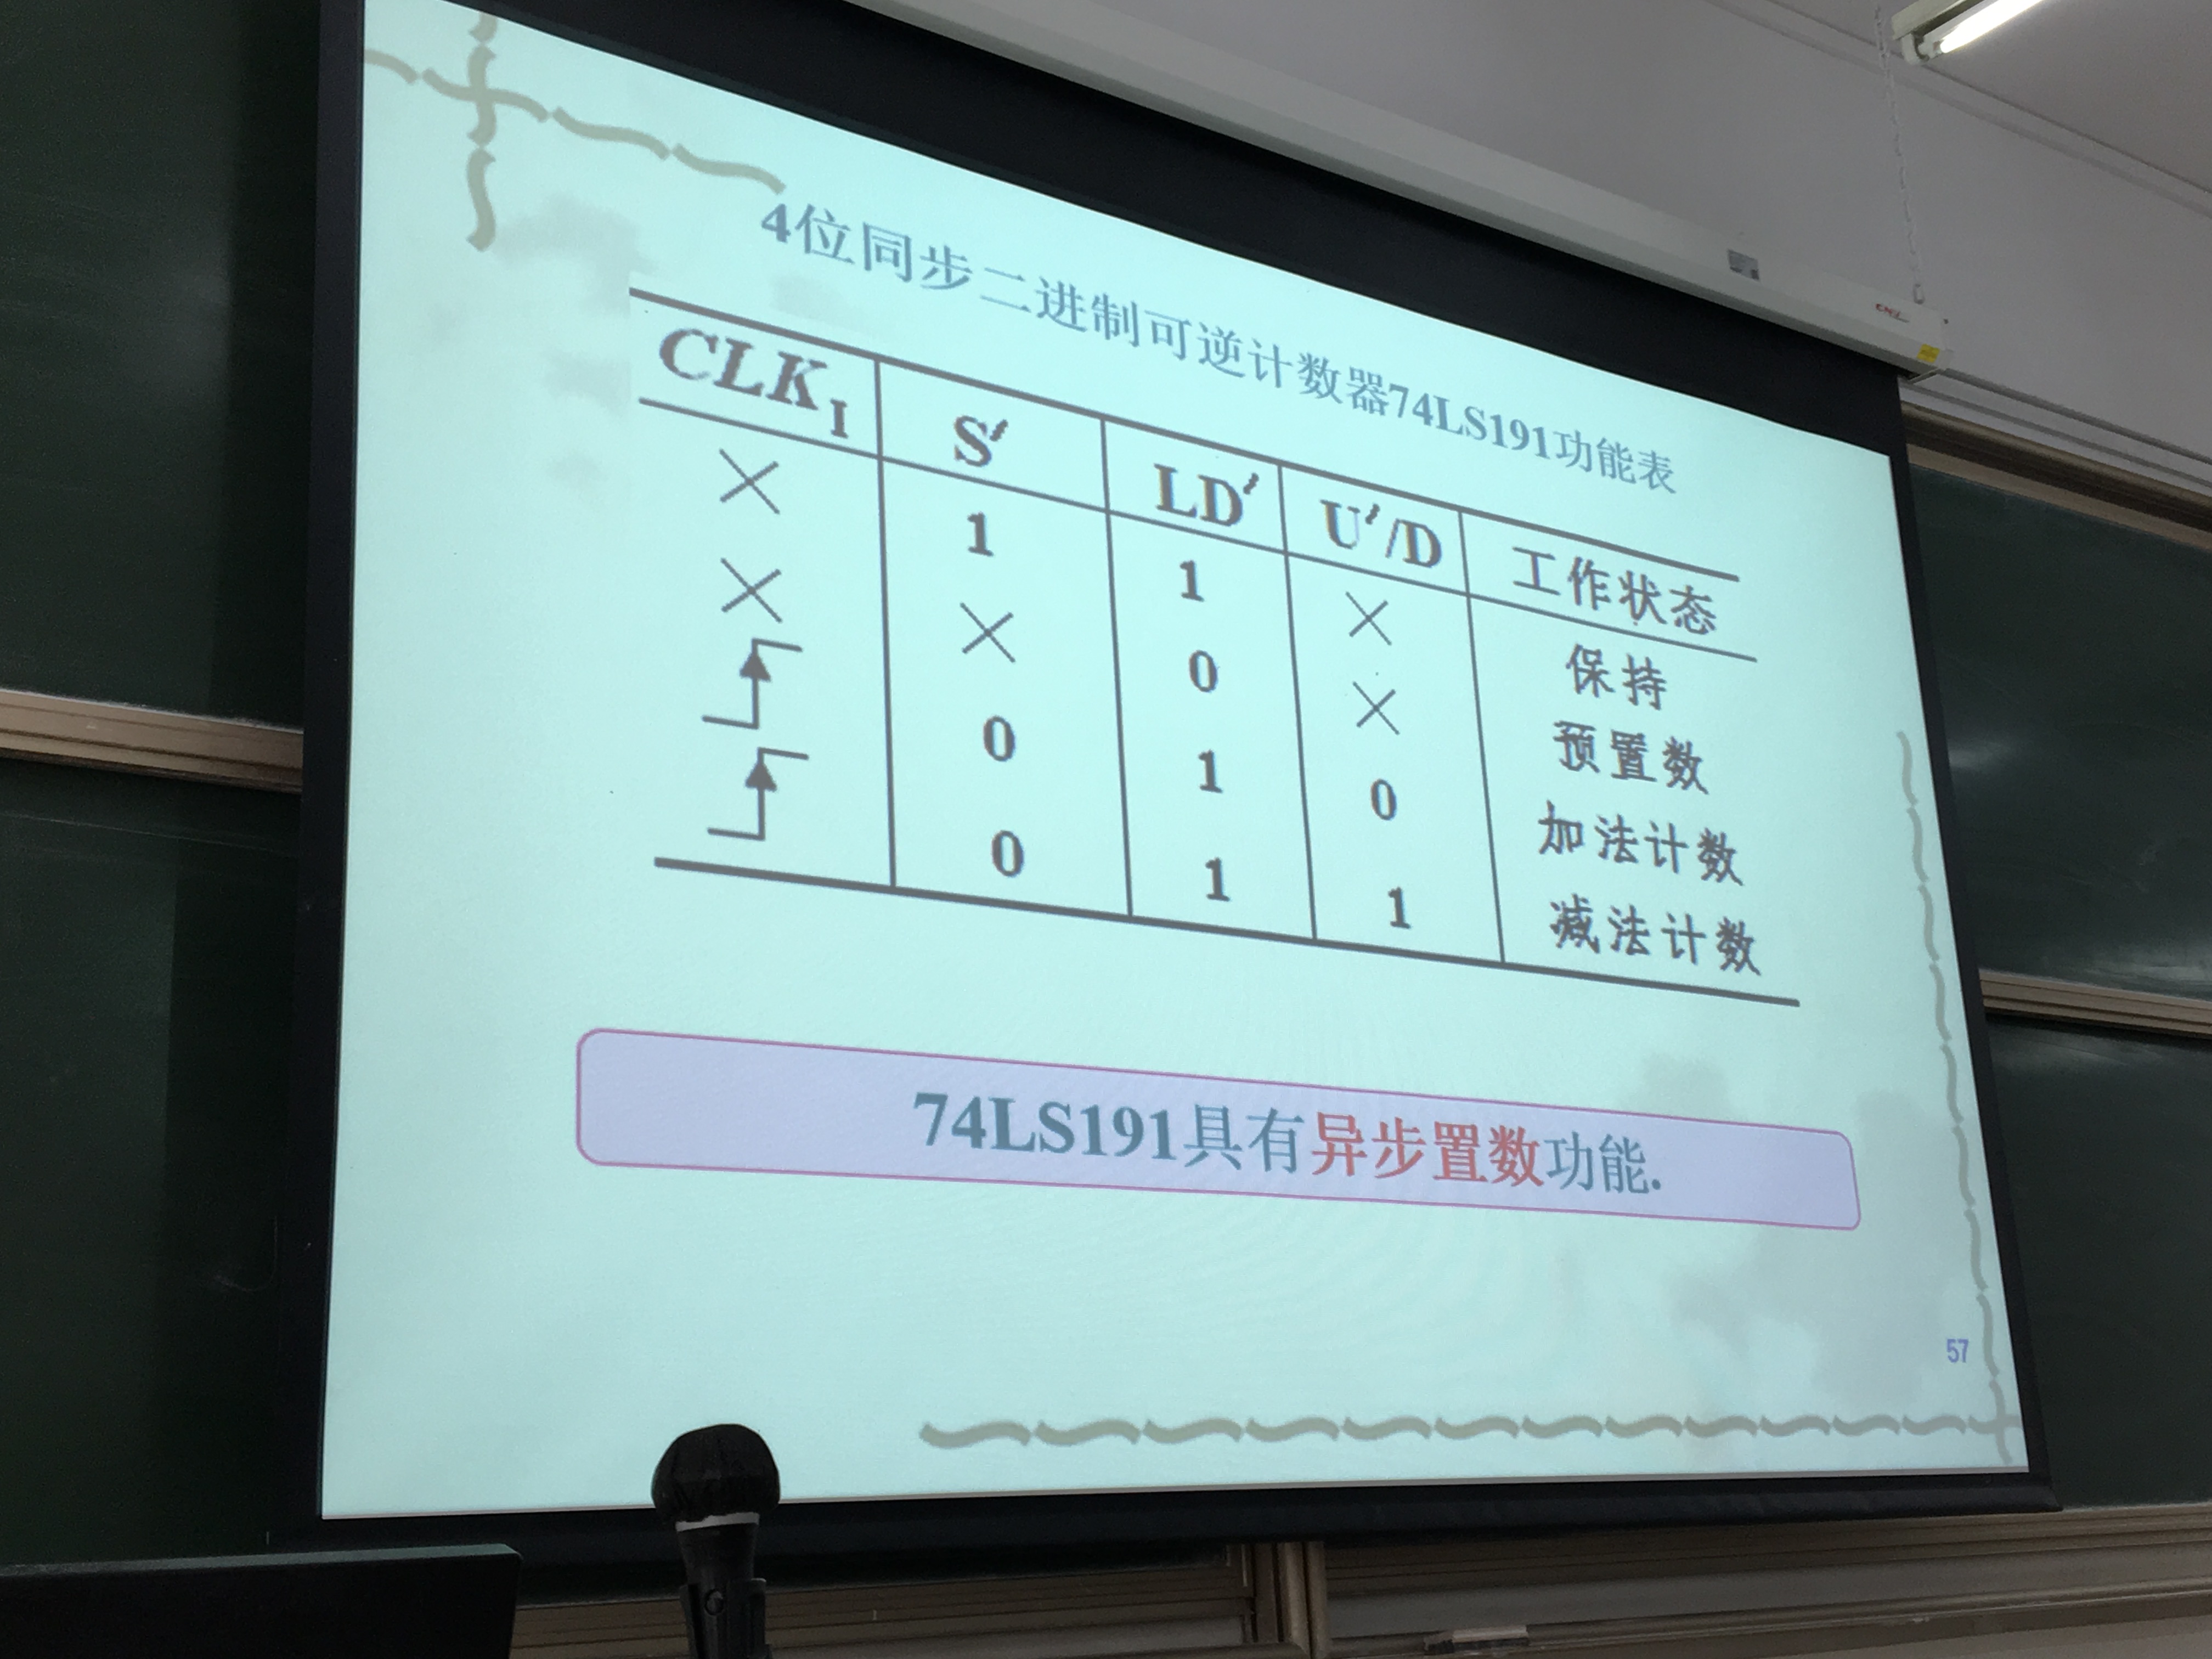 4位同步二进制可逆计数器74LS191功能表
CLK I S′ LD′ U′/D 工作状态
× 1 1 × 保持
× × 0 × 预置数
0 1 0 加法计数
0 1 1 减法计数
74LS191具有异步置数功能.
57